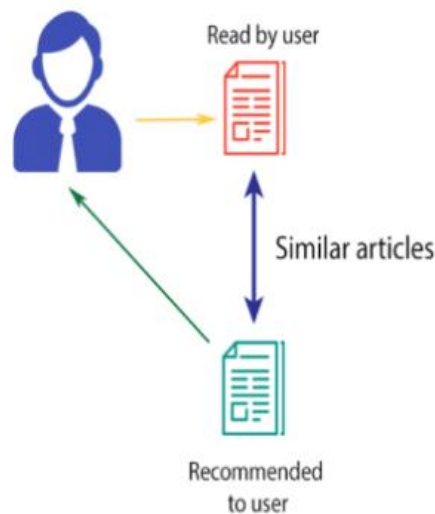 Read by user
Similar articles
Recommended
to user